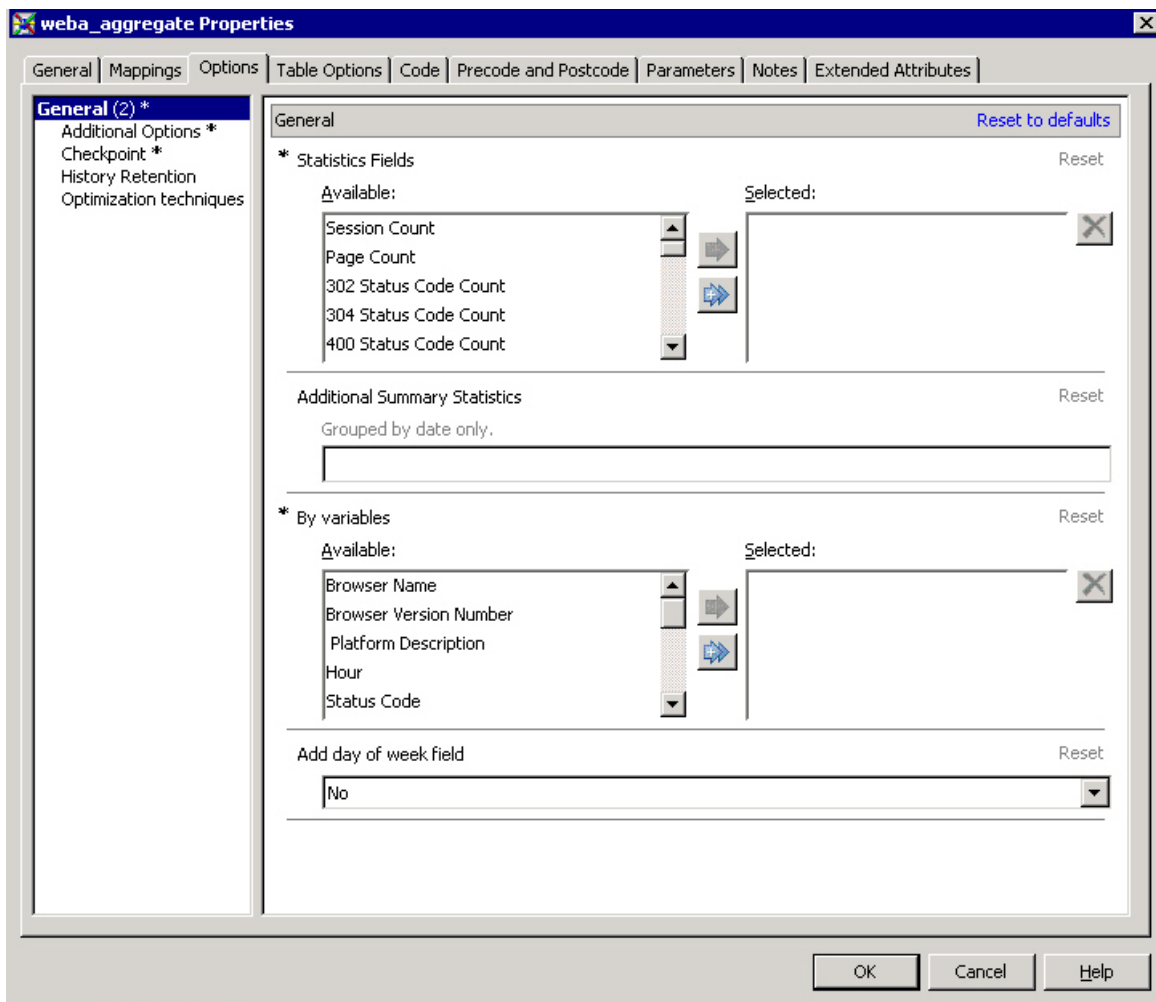 weba_aggregate Properties
General Mappings Options Table Options Code Precode and Postcode Parameters Notes Extended Attributes
General (2) *
Additional Options *
Checkpoint *
History Retention
Optimization techniques
General Reset to defaults
* Statistics Fields Reset
Available: Selected:
Session Count
Page Count
302 Status Code Count
304 Status Code Count
400 Status Code Count
Additional Summary Statistics Reset
Grouped by date only.
* By variables Reset
Available: Selected:
Browser Name
Browser Version Number
Platform Description
Hour
Status Code
Add day of week field Reset
No
OK Cancel Help